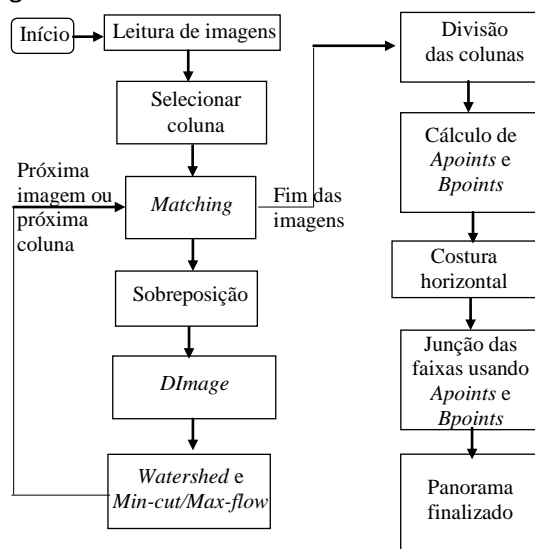 Início
Leitura de imagens
Selecionar
coluna
Próxima
imagem ou
próxima
coluna
Matching
Fim das
imagens
Sobreposição
DImage
Watershed e
Min-cut/Max-flow
Divisão
das colunas
Cálculo de
Apoints e
Bpoints
Costura
horizontal
Junção das
faixas usando
Apoints e
Bpoints
Panorama
finalizado